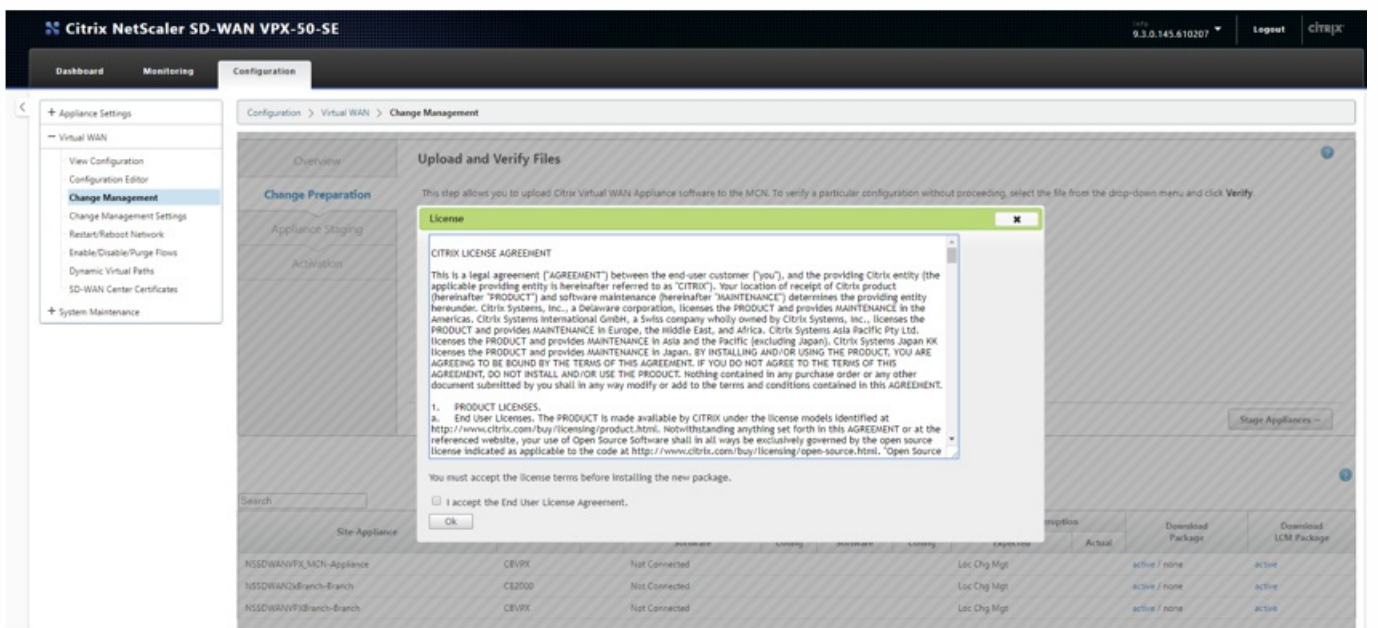 Citrix NetScaler SD-WAN VPX-50-SE
Info
9.3.0.145.610207
Logout
CITRIX
Dashboard
Monitoring
Configuration
+ Appliance Settings
− Virtual WAN
View Configuration
Configuration Editor
Change Management
Change Management Settings
Restart/Reboot Network
Enable/Disable/Purge Flows
Dynamic Virtual Paths
SD-WAN Center Certificates
+ System Maintenance
Configuration > Virtual WAN > Change Management
Overview
Change Preparation
Appliance Staging
Activation
Upload and Verify Files
This step allows you to upload Citrix Virtual WAN Appliance software to the MCN. To verify a particular configuration without proceeding, select the file from the drop-down menu and click Verify.
License
CITRIX LICENSE AGREEMENT
This is a legal agreement ("AGREEMENT") between the end-user customer ("you"), and the providing Citrix entity (the
applicable providing entity is hereinafter referred to as "CITRIX"). Your location of receipt of Citrix product
(hereinafter "PRODUCT") and software maintenance (hereinafter "MAINTENANCE") determines the providing entity
hereunder. Citrix Systems, Inc., a Delaware corporation, licenses the PRODUCT and provides MAINTENANCE in the
Americas. Citrix Systems International GmbH, a Swiss company wholly owned by Citrix Systems, Inc., licenses the
PRODUCT and provides MAINTENANCE in Europe, the Middle East, and Africa. Citrix Systems Asia Pacific Pty Ltd.
licenses the PRODUCT and provides MAINTENANCE in Asia and the Pacific (excluding Japan). Citrix Systems Japan KK
licenses the PRODUCT and provides MAINTENANCE in Japan. BY INSTALLING AND/OR USING THE PRODUCT, YOU ARE
AGREEING TO BE BOUND BY THE TERMS OF THIS AGREEMENT. IF YOU DO NOT AGREE TO THE TERMS OF THIS
AGREEMENT, DO NOT INSTALL AND/OR USE THE PRODUCT. Nothing contained in any purchase order or any other
document submitted by you shall in any way modify or add to the terms and conditions contained in this AGREEMENT.
1. PRODUCT LICENSES.
a. End User Licenses. The PRODUCT is made available by CITRIX under the license models identified at
http://www.citrix.com/buy/licensing/product.html. Notwithstanding anything set forth in this AGREEMENT or at the
referenced website, your use of Open Source Software shall in all ways be exclusively governed by the open source
license indicated as applicable to the code at http://www.citrix.com/buy/licensing/open-source.html. "Open Source
You must accept the license terms before installing the new package.
I accept the End User License Agreement.
Ok
Stage Appliances
Search
Site-Appliance
Expected
Actual
Download Package
Download LCM Package
NSSDWANVPX_MCN-Appliance CBVPX Not Connected Loc Chg Mgt active / none active
NSSDWAN2kBranch-Branch CB2000 Not Connected Loc Chg Mgt active / none active
NSSDWANVPXBranch-Branch CBVPX Not Connected Loc Chg Mgt active / none active